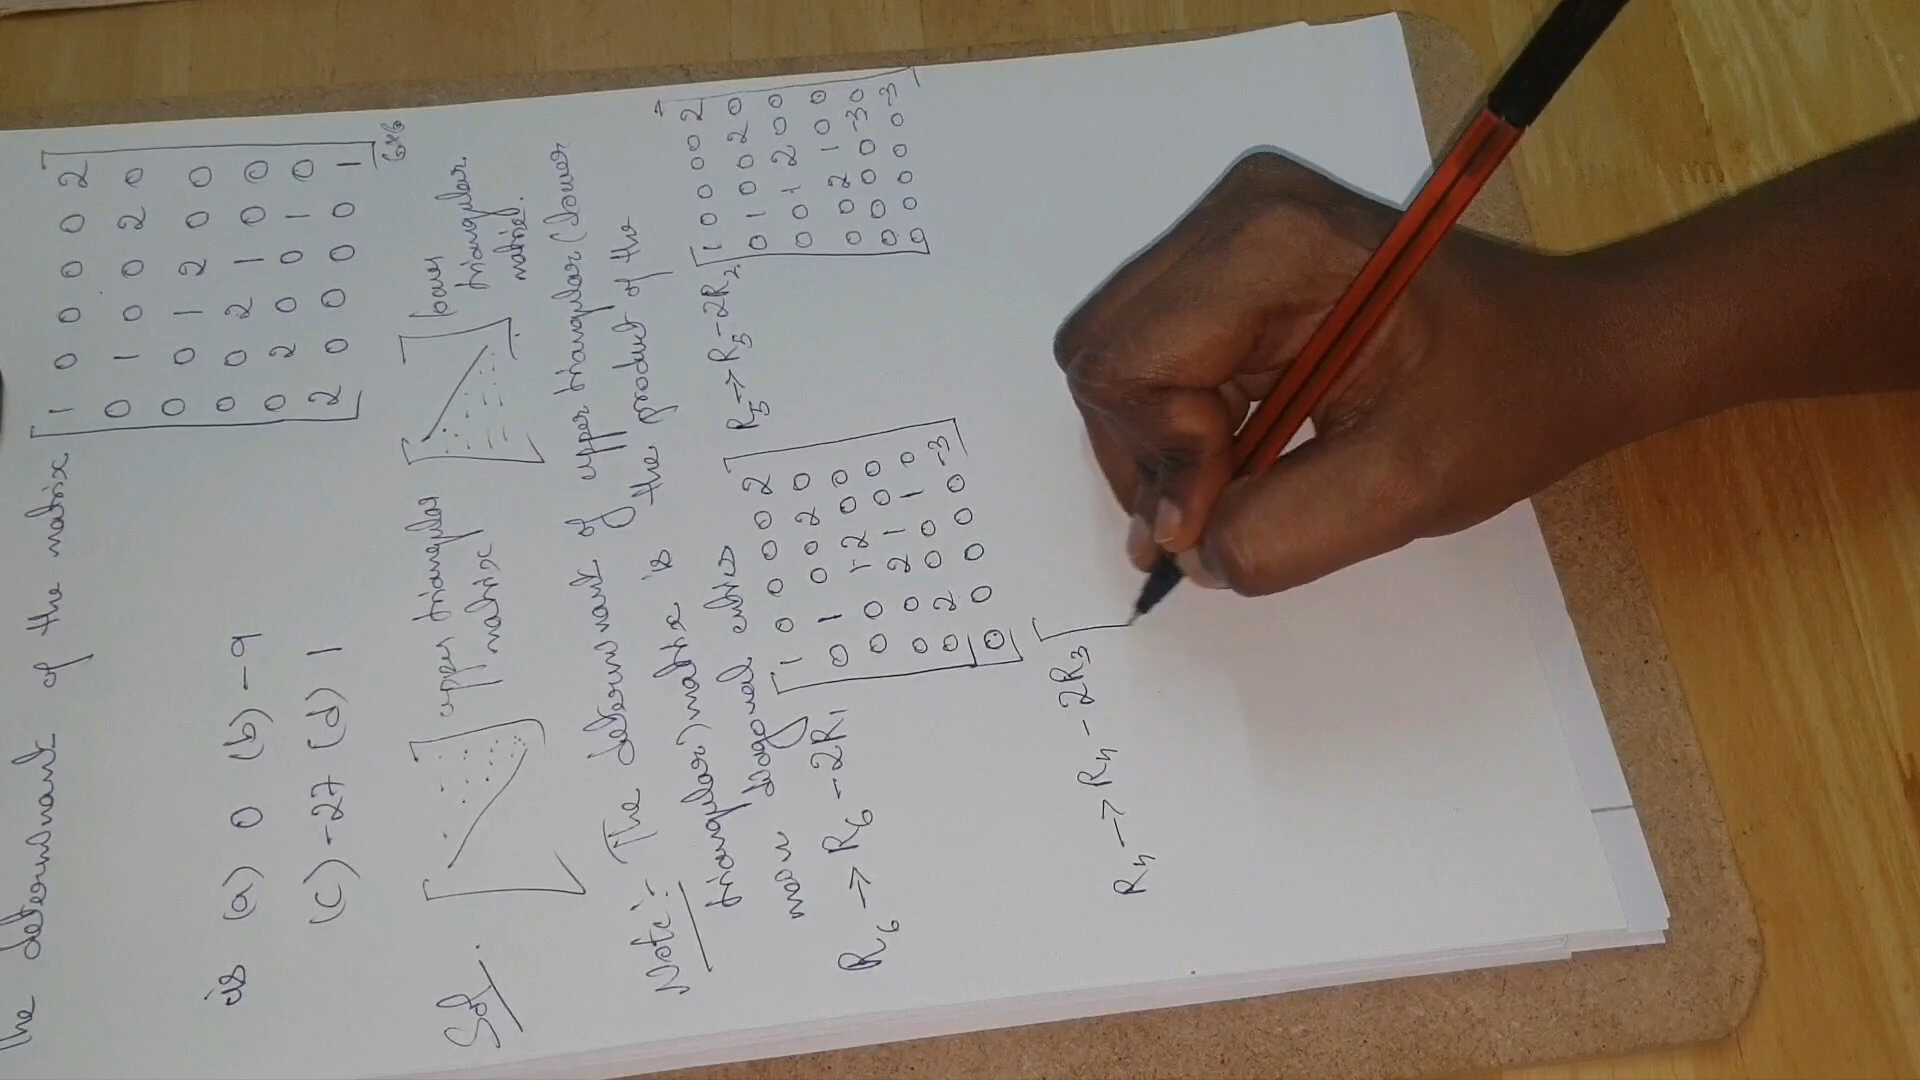 The determinant of the matrix
1 0 0 0 0 2
0 1 0 0 2 0
0 0 1 2 0 0
0 0 2 1 0 0
0 2 0 0 1 0
2 0 0 0 0 1
6×6
is (a) 0 (b) -9
(c) -27 (d) 1
Sol.
upper triangular matrix
lower triangular matrix.
Note:- The determinant of upper triangular (lower
triangular) matrix is the product of the
main diagonal entries
R6 → R6 - 2R1
1 0 0 0 0 2
0 1 0 0 2 0
0 0 1 2 0 0
0 0 2 1 0 0
0 2 0 0 1 0
0 0 0 0 0 -3
R5 → R5 - 2R2
1 0 0 0 0 2
0 1 0 0 2 0
0 0 1 2 0 0
0 0 2 1 0 0
0 0 0 0 -3 0
0 0 0 0 0 -3
R4 → R4 - 2R3